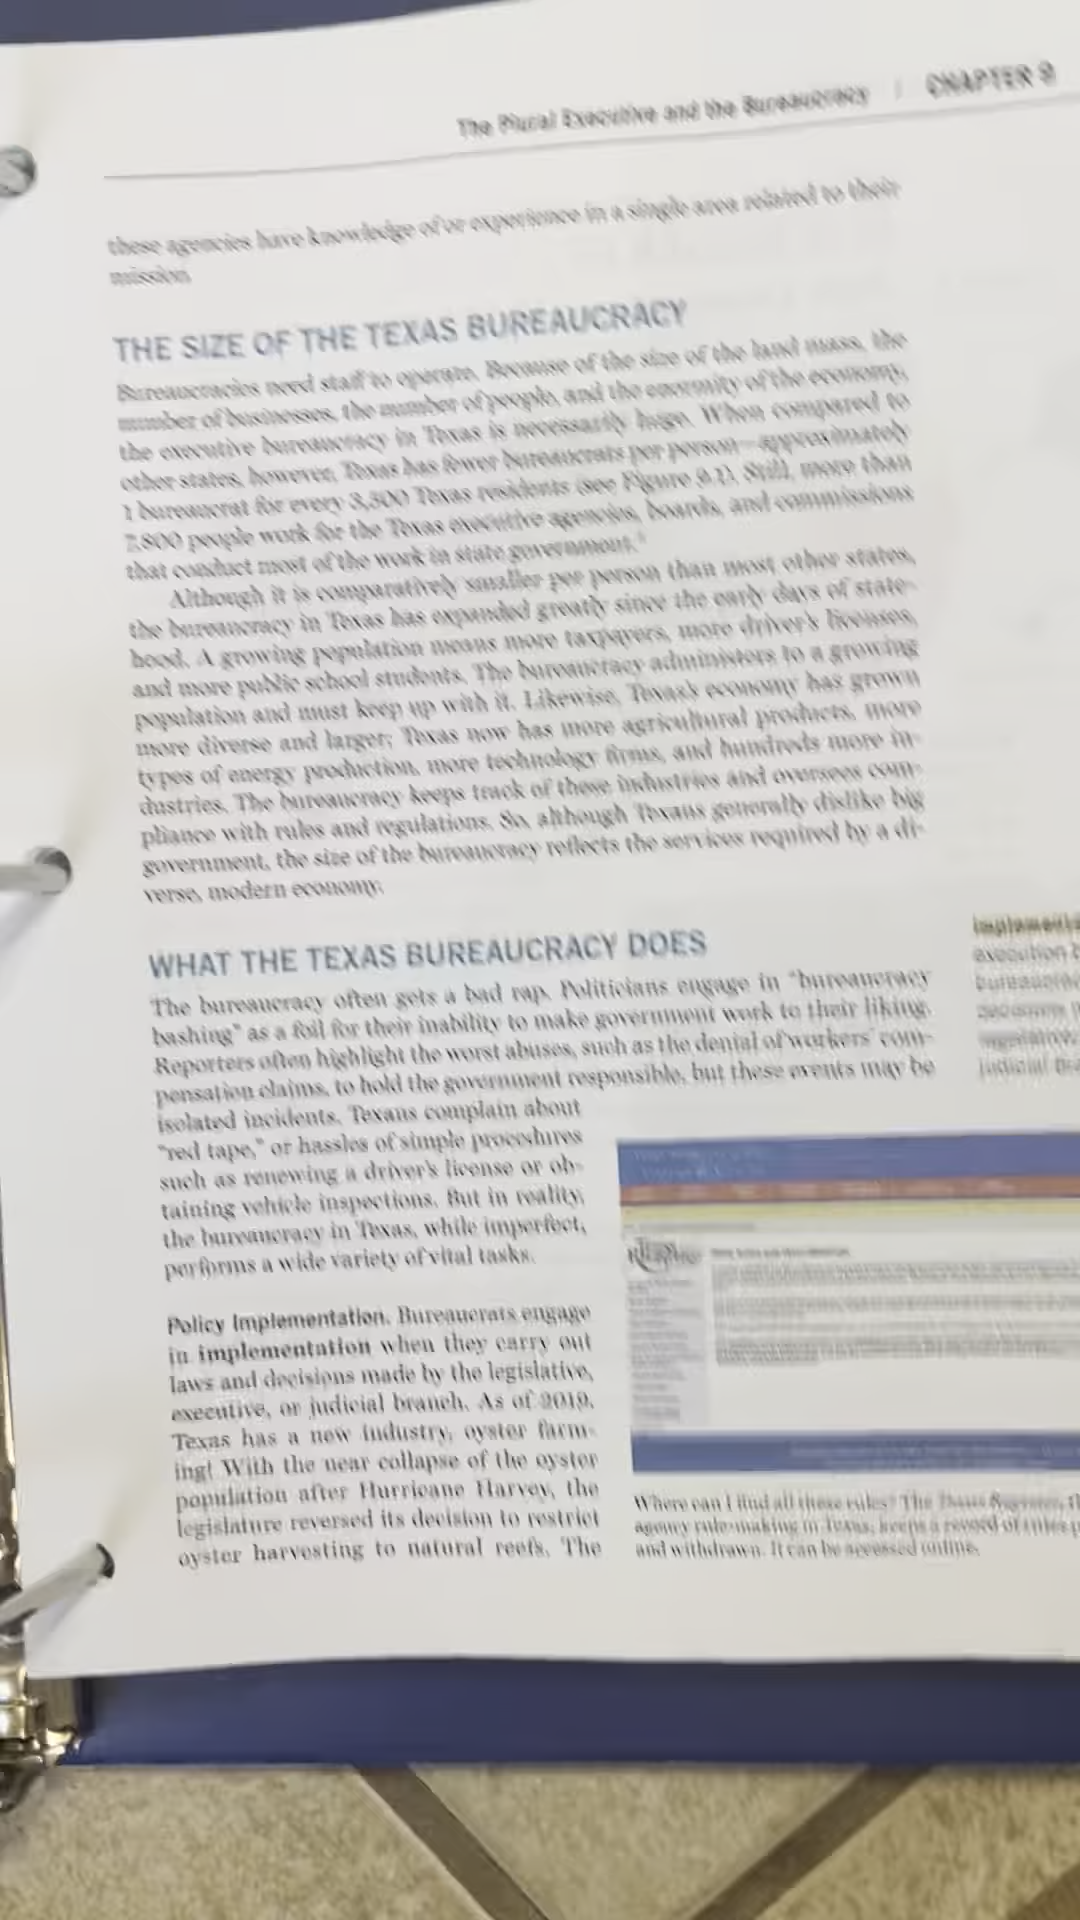 The Plural Executive and the Bureaucracy | CHAPTER 9
these agencies have knowledge of or experience in a single area related to their
mission.
THE SIZE OF THE TEXAS BUREAUCRACY
Bureaucracies need staff to operate. Because of the size of the land mass, the
number of businesses, the number of people, and the enormity of the economy,
the executive bureaucracy in Texas is necessarily huge. When compared to
other states, however, Texas has fewer bureaucrats per person—approximately
1 bureaucrat for every 3,500 Texas residents (see Figure 9.1). Still, more than
7,800 people work for the Texas executive agencies, boards, and commissions
that conduct most of the work in state government.
Although it is comparatively smaller per person than most other states,
the bureaucracy in Texas has expanded greatly since the early days of state-
hood. A growing population means more taxpayers, more driver's licenses,
and more public school students. The bureaucracy administers to a growing
population and must keep up with it. Likewise, Texas's economy has grown
more diverse and larger; Texas now has more agricultural products, more
types of energy production, more technology firms, and hundreds more in-
dustries. The bureaucracy keeps track of these industries and oversees com-
pliance with rules and regulations. So, although Texans generally dislike big
government, the size of the bureaucracy reflects the services required by a di-
verse, modern economy.
WHAT THE TEXAS BUREAUCRACY DOES
The bureaucracy often gets a bad rap. Politicians engage in "bureaucracy
bashing" as a foil for their inability to make government work to their liking.
Reporters often highlight the worst abuses, such as the denial of workers' com-
pensation claims, to hold the government responsible, but these events may be
isolated incidents. Texans complain about
"red tape," or hassles of simple procedures
such as renewing a driver's license or ob-
taining vehicle inspections. But in reality,
the bureaucracy in Texas, while imperfect,
performs a wide variety of vital tasks.
Policy Implementation. Bureaucrats engage
in implementation when they carry out
laws and decisions made by the legislative,
executive, or judicial branch. As of 2019,
Texas has a new industry, oyster farm-
ing! With the near collapse of the oyster
population after Hurricane Harvey, the
legislature reversed its decision to restrict
oyster harvesting to natural reefs. The
execution
judicial
Where can I find all these rules? The Texas Register,
agency rule-making in Texas, keeps a record of rules
and withdrawn. It can be accessed online.